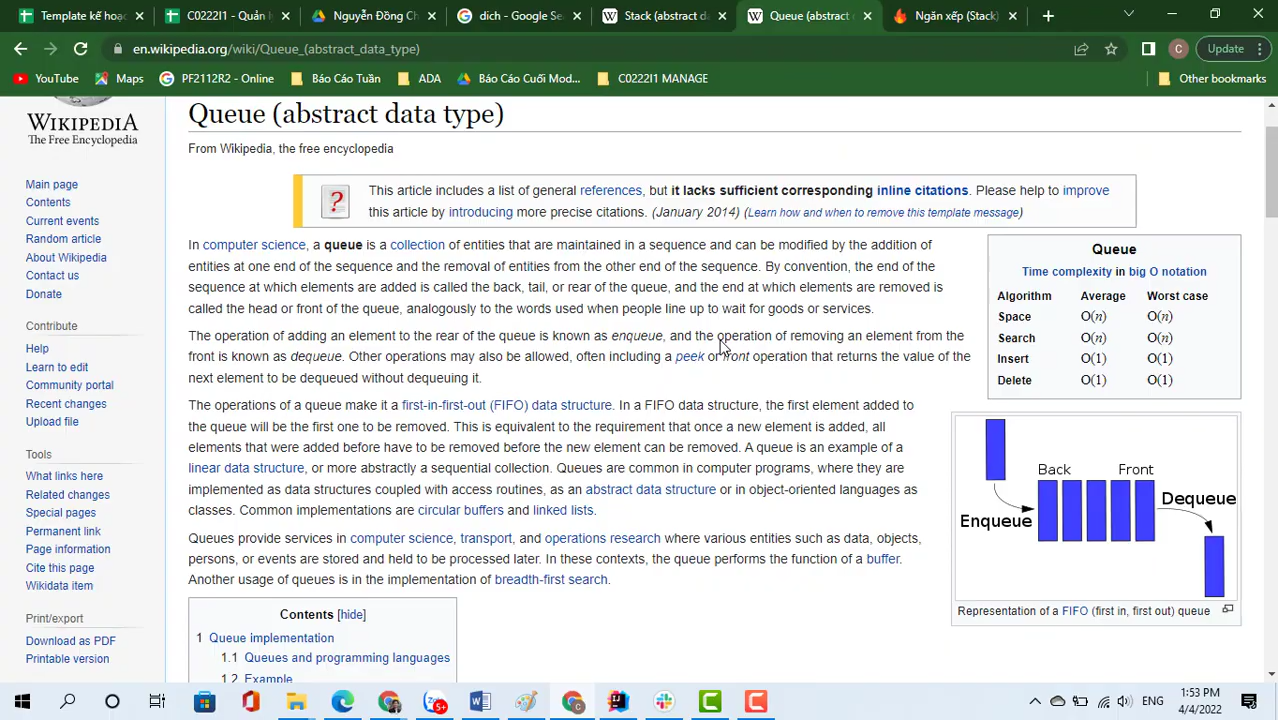 Template kế hoạc
C0222I1 - Quản l
Nguyễn Đồng Ch
dich - Google Se
Stack (abstract d
Queue (abstract
Ngăn xếp (Stack)
en.wikipedia.org/wiki/Queue_(abstract_data_type)
C
Update
YouTube
Maps
PF2112R2 - Online
Báo Cáo Tuần
ADA
Báo Cáo Cuối Mod...
C0222I1 MANAGE
Other bookmarks
WIKIPEDIA
The Free Encyclopedia
Main page
Contents
Current events
Random article
About Wikipedia
Contact us
Donate
Contribute
Help
Learn to edit
Community portal
Recent changes
Upload file
Tools
What links here
Related changes
Special pages
Permanent link
Page information
Cite this page
Wikidata item
Print/export
Download as PDF
Printable version
Queue (abstract data type)
From Wikipedia, the free encyclopedia
This article includes a list of general references, but it lacks sufficient corresponding inline citations. Please help to improve
this article by introducing more precise citations. (January 2014) (Learn how and when to remove this template message)
In computer science, a queue is a collection of entities that are maintained in a sequence and can be modified by the addition of
entities at one end of the sequence and the removal of entities from the other end of the sequence. By convention, the end of the
sequence at which elements are added is called the back, tail, or rear of the queue, and the end at which elements are removed is
called the head or front of the queue, analogously to the words used when people line up to wait for goods or services.
The operation of adding an element to the rear of the queue is known as enqueue, and the operation of removing an element from the
front is known as dequeue. Other operations may also be allowed, often including a peek or front operation that returns the value of the
next element to be dequeued without dequeuing it.
The operations of a queue make it a first-in-first-out (FIFO) data structure. In a FIFO data structure, the first element added to
the queue will be the first one to be removed. This is equivalent to the requirement that once a new element is added, all
elements that were added before have to be removed before the new element can be removed. A queue is an example of a
linear data structure, or more abstractly a sequential collection. Queues are common in computer programs, where they are
implemented as data structures coupled with access routines, as an abstract data structure or in object-oriented languages as
classes. Common implementations are circular buffers and linked lists.
Queues provide services in computer science, transport, and operations research where various entities such as data, objects,
persons, or events are stored and held to be processed later. In these contexts, the queue performs the function of a buffer.
Another usage of queues is in the implementation of breadth-first search.
Contents [hide]
1 Queue implementation
1.1 Queues and programming languages
1.2 Example
Queue
Time complexity in big O notation
Algorithm Average Worst case
Space O(n) O(n)
Search O(n) O(n)
Insert O(1) O(1)
Delete O(1) O(1)
Back Front
Dequeue
Enqueue
Representation of a FIFO (first in, first out) queue
ENG
1:53 PM
4/4/2022